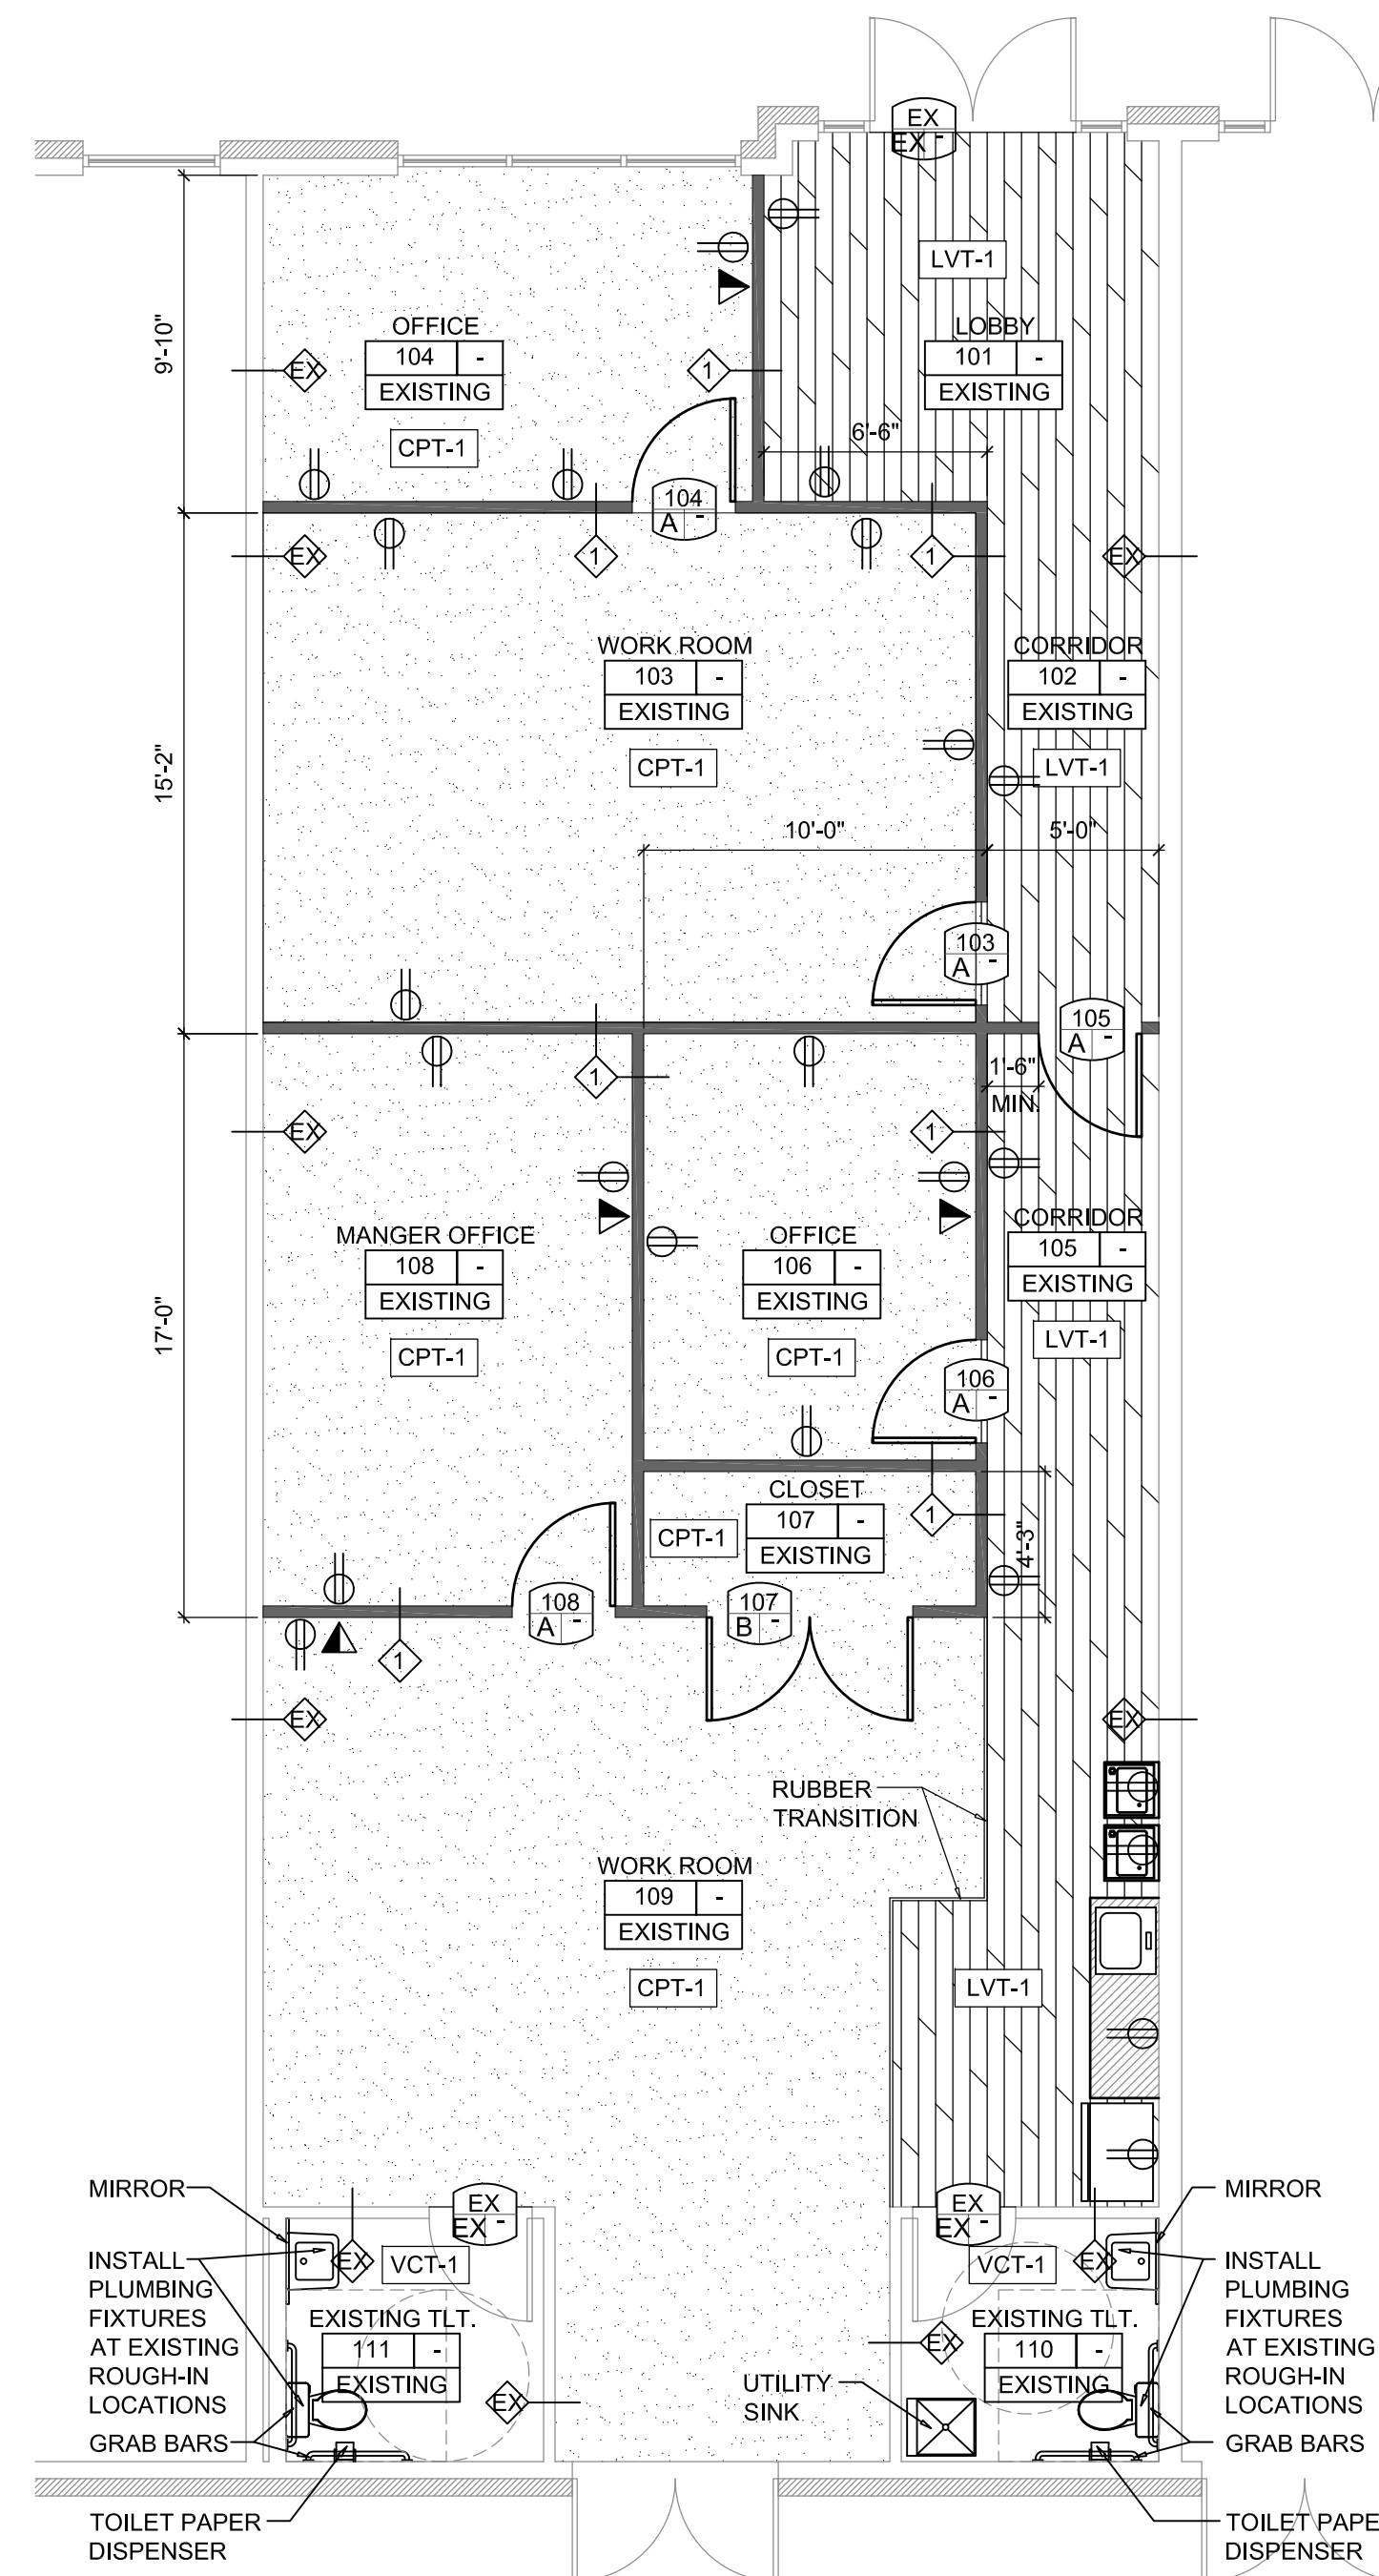 EX
EX -
LVT-1
OFFICE
104 -
EXISTING
CPT-1
LOBBY
101 -
EXISTING
9'-10"
EX
1
6'-6"
104
A -
EX
1
1
EX
WORK ROOM
103 -
EXISTING
CPT-1
CORRIDOR
102 -
EXISTING
LVT-1
15'-2"
10'-0"
5'-0"
103
A -
105
A -
1
1'-6"
MIN.
EX
1
MANGER OFFICE
108 -
EXISTING
CPT-1
OFFICE
106 -
EXISTING
CPT-1
CORRIDOR
105 -
EXISTING
LVT-1
17'-0"
106
A -
CLOSET
107 -
EXISTING
CPT-1
1
4'-3"
108
A -
107
B -
1
EX
EX
RUBBER
TRANSITION
WORK ROOM
109 -
EXISTING
CPT-1
LVT-1
MIRROR
EX
EX -
EX
EX -
MIRROR
INSTALL
PLUMBING
FIXTURES
AT EXISTING
ROUGH-IN
LOCATIONS
EX
VCT-1
VCT-1
EX
INSTALL
PLUMBING
FIXTURES
AT EXISTING
ROUGH-IN
LOCATIONS
EXISTING TLT.
111 -
EXISTING
EX
EX
EXISTING TLT.
110 -
EXISTING
UTILITY
SINK
GRAB BARS
GRAB BARS
TOILET PAPER
DISPENSER
TOILET PAPE
DISPENSER